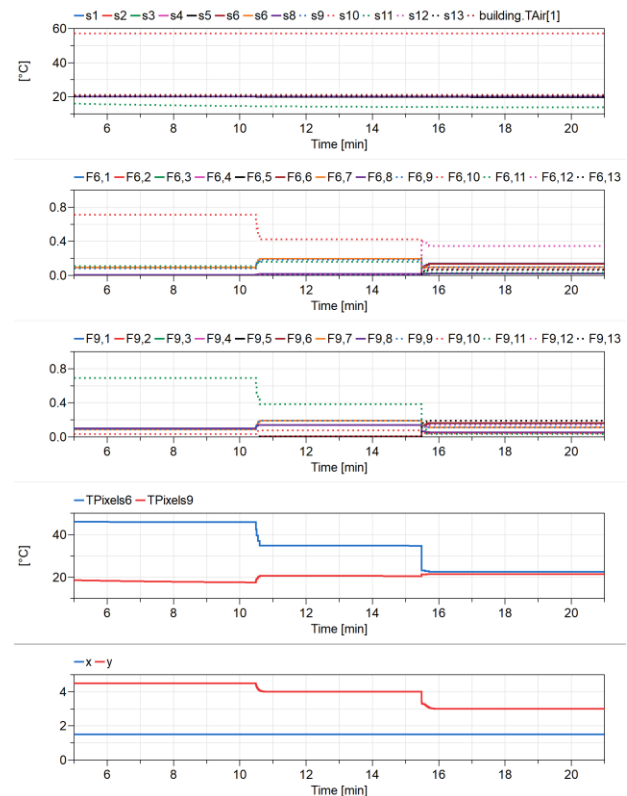 s1 s2 s3 s4 s5 s6 s6 s8 s9 s10 s11 s12 s13 building.TAir[1]
60
40
20
[°C]
6 8 10 12 14 16 18 20
Time [min]
F6,1 F6,2 F6,3 F6,4 F6,5 F6,6 F6,7 F6,8 F6,9 F6,10 F6,11 F6,12 F6,13
0.8
0.4
0.0
6 8 10 12 14 16 18 20
Time [min]
F9,1 F9,2 F9,3 F9,4 F9,5 F9,6 F9,7 F9,8 F9,9 F9,10 F9,11 F9,12 F9,13
0.8
0.4
0.0
6 8 10 12 14 16 18 20
Time [min]
TPixels6 TPixels9
40
20
[°C]
6 8 10 12 14 16 18 20
Time [min]
x y
4
2
0
6 8 10 12 14 16 18 20
Time [min]